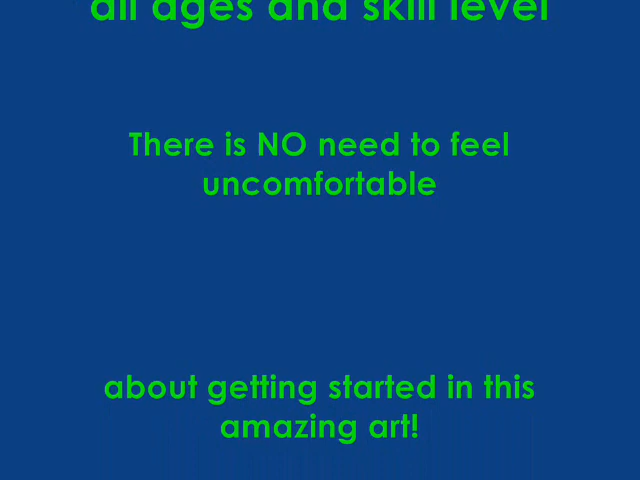 all ages and skill level
There is NO need to feel
uncomfortable
about getting started in this
amazing art!